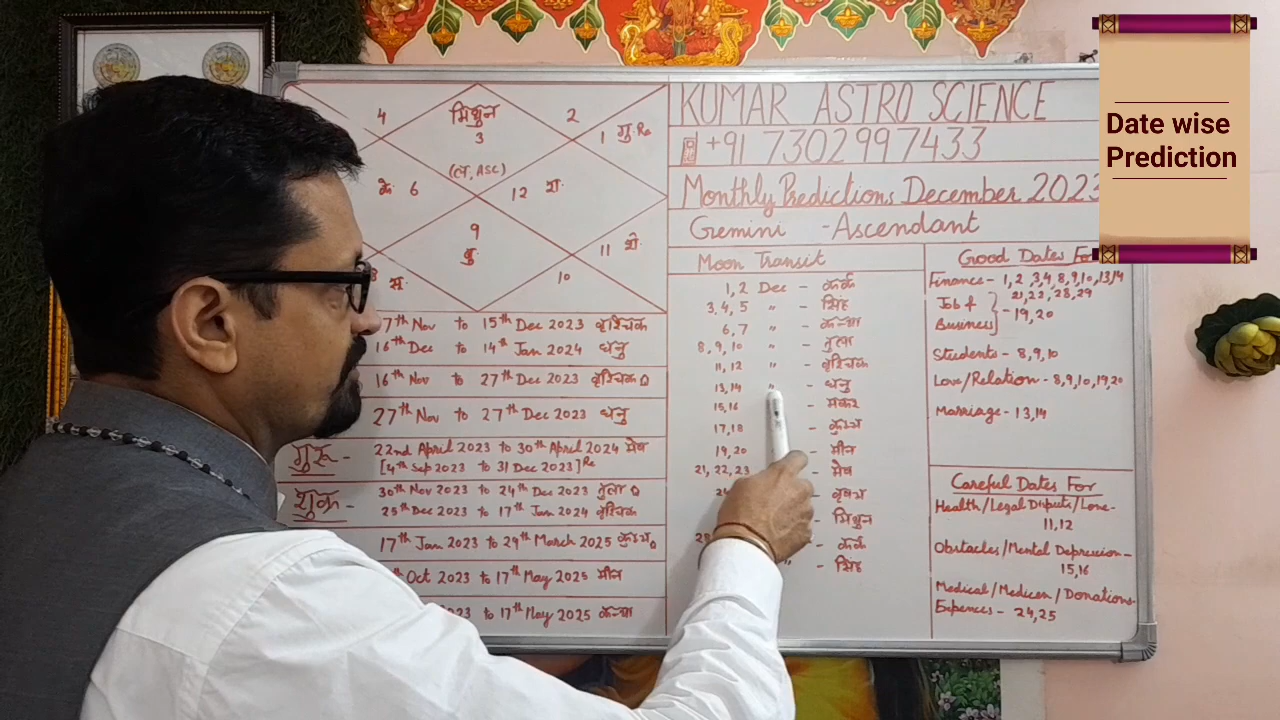 4
मिथुन
3
2
1 गु. Re
(ल, ASC)
के 6
12 रा.
9
बु
11 श.
10
सू
7th Nov to 15th Dec 2023 वृश्चिक
16th Dec to 14th Jan 2024 धनु
16th Nov to 27th Dec 2023 वृश्चिक
27th Nov to 27th Dec 2023 धनु
गुरू - 22nd April 2023 to 30th April 2024 मेष
[4th Sep 2023 to 31 Dec 2023] Re
शुक्र - 30th Nov 2023 to 24th Dec 2023 तुला
25th Dec 2023 to 17th Jan 2024 वृश्चिक
17th Jan 2023 to 29th March 2025 कुम्भ
Oct 2023 to 17th May 2025 मीन
2023 to 17th May 2025 कन्या
KUMAR ASTRO SCIENCE
+91 7302997433
Monthly Predictions December 2023
Gemini - Ascendant
Moon Transit
1, 2 Dec - कर्क
3, 4, 5 " - सिंह
6, 7 " - कन्या
8, 9, 10 " - तुला
11, 12 " - वृश्चिक
13, 14 " - धनु
15, 16 - मकर
17, 18 - कुम्भ
19, 20 - मीन
21, 22, 23 - मेष
- वृषभ
- मिथुन
- कर्क
- सिंह
Good Dates For
Finance - 1, 2, 3, 4, 8, 9, 10, 13, 14
21, 22, 28, 29
Job & Business } - 19, 20
Students - 8, 9, 10
Love/Relation - 8, 9, 10, 19, 20
Marriage - 13, 14
Careful Dates For
Health/Legal Dispute/Love -
11, 12
Obstacles/Mental Depression -
15, 16
Medical/Medicen/Donations
Expences - 24, 25
Date wise
Prediction